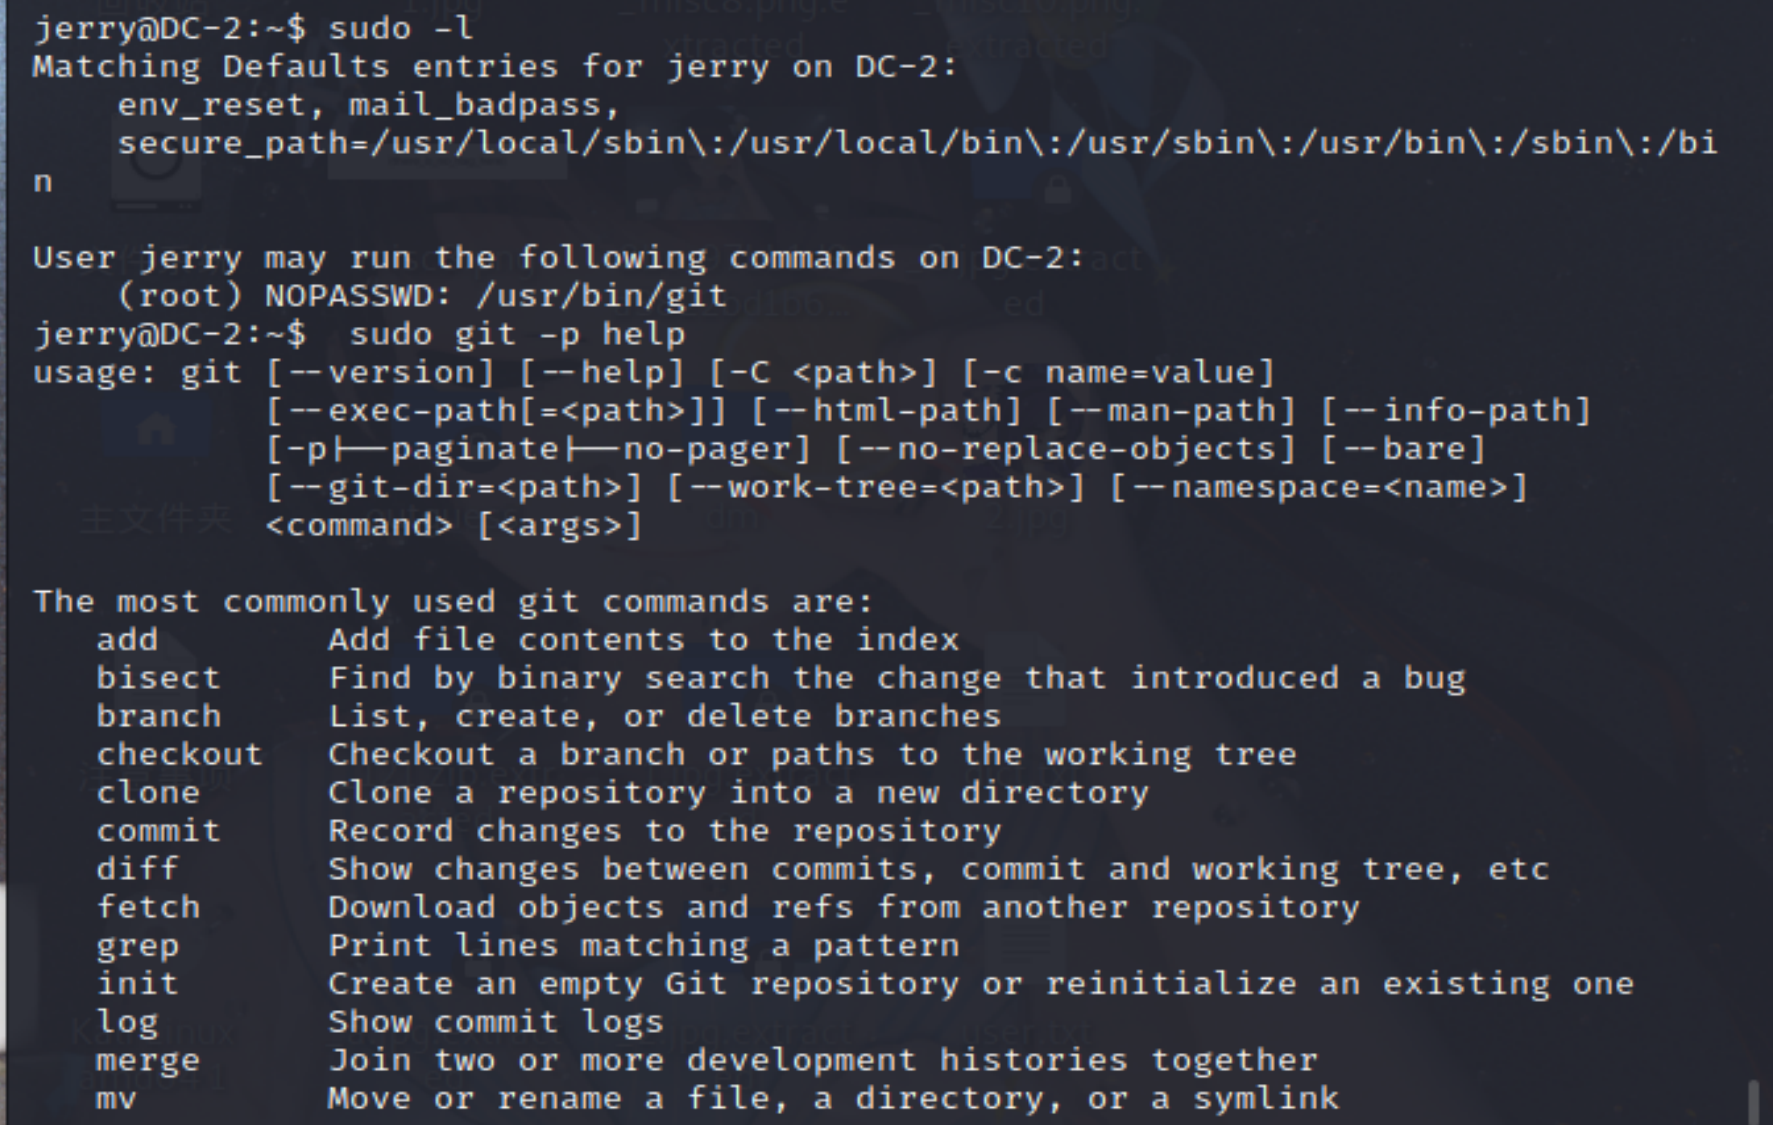 jerry@DC-2:~$ sudo -l
Matching Defaults entries for jerry on DC-2:
    env_reset, mail_badpass,
    secure_path=/usr/local/sbin\:/usr/local/bin\:/usr/sbin\:/usr/bin\:/sbin\:/bi
n

User jerry may run the following commands on DC-2:
    (root) NOPASSWD: /usr/bin/git
jerry@DC-2:~$  sudo git -p help
usage: git [--version] [--help] [-C <path>] [-c name=value]
           [--exec-path[=<path>]] [--html-path] [--man-path] [--info-path]
           [-p|--paginate|--no-pager] [--no-replace-objects] [--bare]
           [--git-dir=<path>] [--work-tree=<path>] [--namespace=<name>]
           <command> [<args>]

The most commonly used git commands are:
   add        Add file contents to the index
   bisect     Find by binary search the change that introduced a bug
   branch     List, create, or delete branches
   checkout   Checkout a branch or paths to the working tree
   clone      Clone a repository into a new directory
   commit     Record changes to the repository
   diff       Show changes between commits, commit and working tree, etc
   fetch      Download objects and refs from another repository
   grep       Print lines matching a pattern
   init       Create an empty Git repository or reinitialize an existing one
   log        Show commit logs
   merge      Join two or more development histories together
   mv         Move or rename a file, a directory, or a symlink
主文件夹